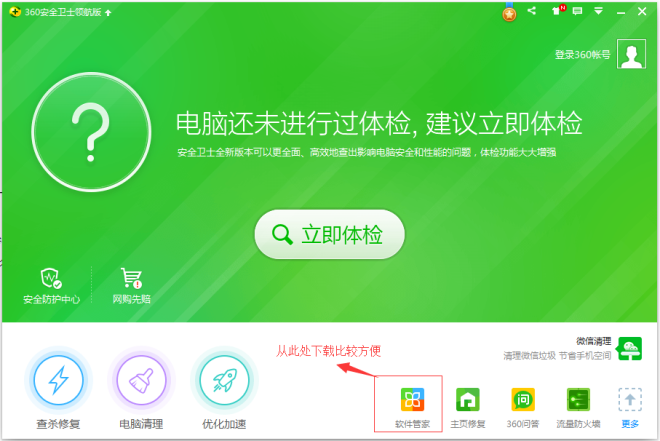 360安全卫士领航版
N
登录360帐号
电脑还未进行过体检, 建议立即体检
安全卫士全新版本可以更全面、高效地查出影响电脑安全和性能的问题，体检功能大大增强
立即体检
安全防护中心
网购先赔
从此处下载比较方便
微信清理
清理微信垃圾 节省手机空间
查杀修复
电脑清理
优化加速
软件管家
主页修复
问
360问答
流量防火墙
更多